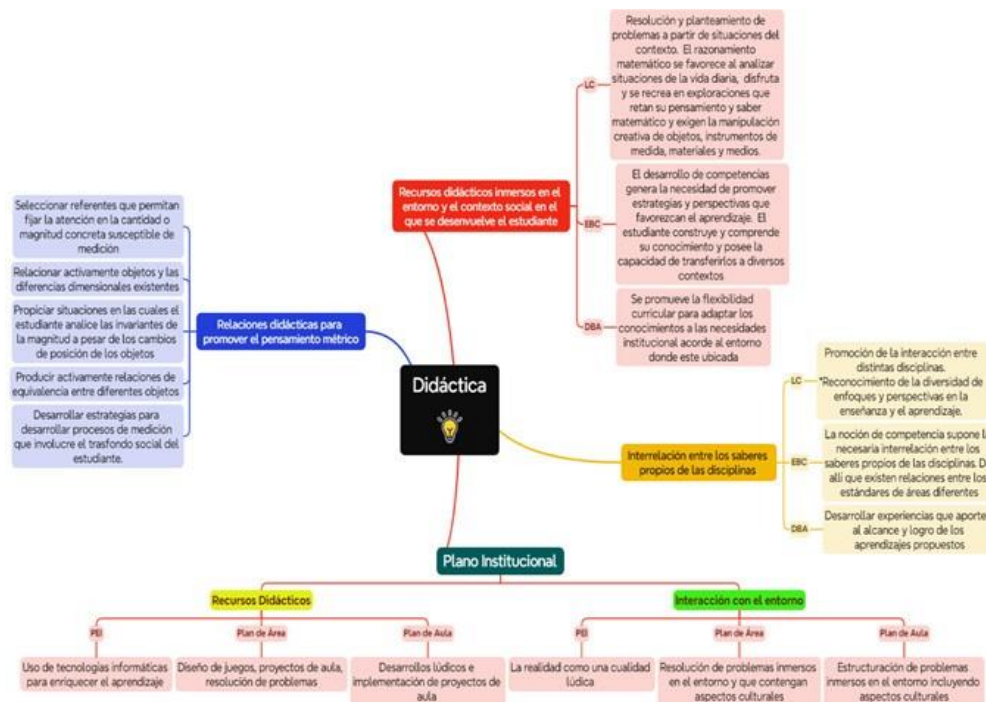 Didáctica
Recursos didácticos inmersos en el
entorno y el contexto social en el
que se desenvuelve el estudiante
LC
Resolución y planteamiento de
problemas a partir de situaciones del
contexto. El razonamiento
matemático se favorece al analizar
situaciones de la vida diaria, disfruta
y se recrea en exploraciones que
retan su pensamiento y saber
matemático y exigen la manipulación
creativa de objetos, instrumentos de
medida, materiales y medios.
EBC
El desarrollo de competencias
genera la necesidad de promover
estrategias y perspectivas que
favorezcan el aprendizaje. El
estudiante construye y comprende
su conocimiento y posee la
capacidad de transferirlos a diversos
contextos
DBA
Se promueve la flexibilidad
curricular para adaptar los
conocimientos a las necesidades
institucional acorde al entorno
donde este ubicada
Relaciones didácticas para
promover el pensamiento métrico
Seleccionar referentes que permitan
fijar la atención en la cantidad o
magnitud concreta susceptible de
medición
Relacionar activamente objetos y las
diferencias dimensionales existentes
Propiciar situaciones en las cuales el
estudiante analice las invariantes de
la magnitud a pesar de los cambios
de posición de los objetos
Producir activamente relaciones de
equivalencia entre diferentes objetos
Desarrollar estrategias para
desarrollar procesos de medición
que involucre el trasfondo social del
estudiante.
Interrelación entre los saberes
propios de las disciplinas
LC
Promoción de la interacción entre
distintas disciplinas.
*Reconocimiento de la diversidad de
enfoques y perspectivas en la
enseñanza y el aprendizaje.
EBC
La noción de competencia supone la
necesaria interrelación entre los
saberes propios de las disciplinas. D
allí que existen relaciones entre los
estándares de áreas diferentes
DBA
Desarrollar experiencias que aporte
al alcance y logro de los
aprendizajes propuestos
Plano Institucional
Recursos Didácticos
PEI
Uso de tecnologías informáticas
para enriquecer el aprendizaje
Plan de Área
Diseño de juegos, proyectos de aula,
resolución de problemas
Plan de Aula
Desarrollos lúdicos e
implementación de proyectos de
aula
Interacción con el entorno
PEI
La realidad como una cualidad
lúdica
Plan de Área
Resolución de problemas inmersos
en el entorno y que contengan
aspectos culturales
Plan de Aula
Estructuración de problemas
inmersos en el entorno incluyendo
aspectos culturales